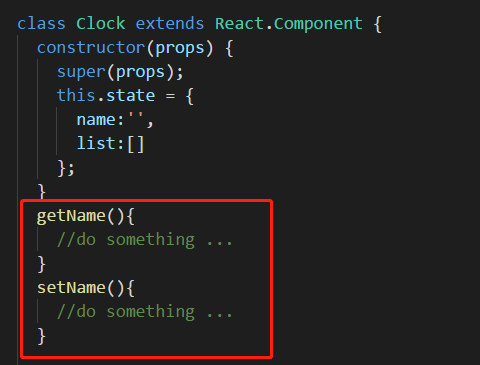 class Clock extends React.Component {
constructor(props) {
super(props);
this.state = {
name:'',
list:[]
};
}
getName(){
//do something ...
}
setName(){
//do something ...
}